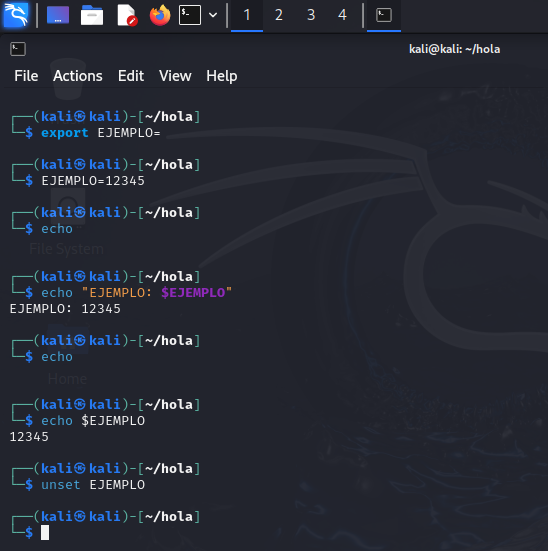 1 2 3 4
kali@kali: ~/hola
File Actions Edit View Help
┌──(kali㉿kali)-[~/hola]
└─$ export EJEMPLO=
┌──(kali㉿kali)-[~/hola]
└─$ EJEMPLO=12345
┌──(kali㉿kali)-[~/hola]
└─$ echo
File System
┌──(kali㉿kali)-[~/hola]
└─$ echo "EJEMPLO: $EJEMPLO"
EJEMPLO: 12345
┌──(kali㉿kali)-[~/hola]
└─$ echo
Home
┌──(kali㉿kali)-[~/hola]
└─$ echo $EJEMPLO
12345
┌──(kali㉿kali)-[~/hola]
└─$ unset EJEMPLO
┌──(kali㉿kali)-[~/hola]
└─$